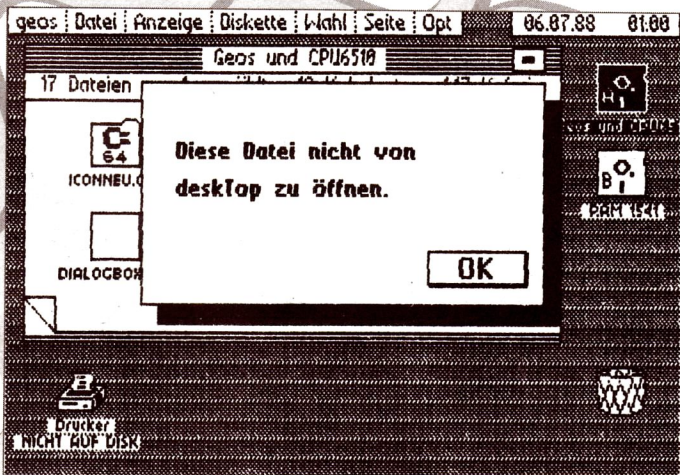 geos Datei Anzeige Diskette Wahl Seite Opt 06.07.88 01:00
Geos und CPU6510
17 Dateien
Diese Datei nicht von
deskTop zu öffnen.
OK
C=
64
ICONNEU.
DIALOGBOX
A
B
RAM 1541
Drucker
NICHT AUF DISK